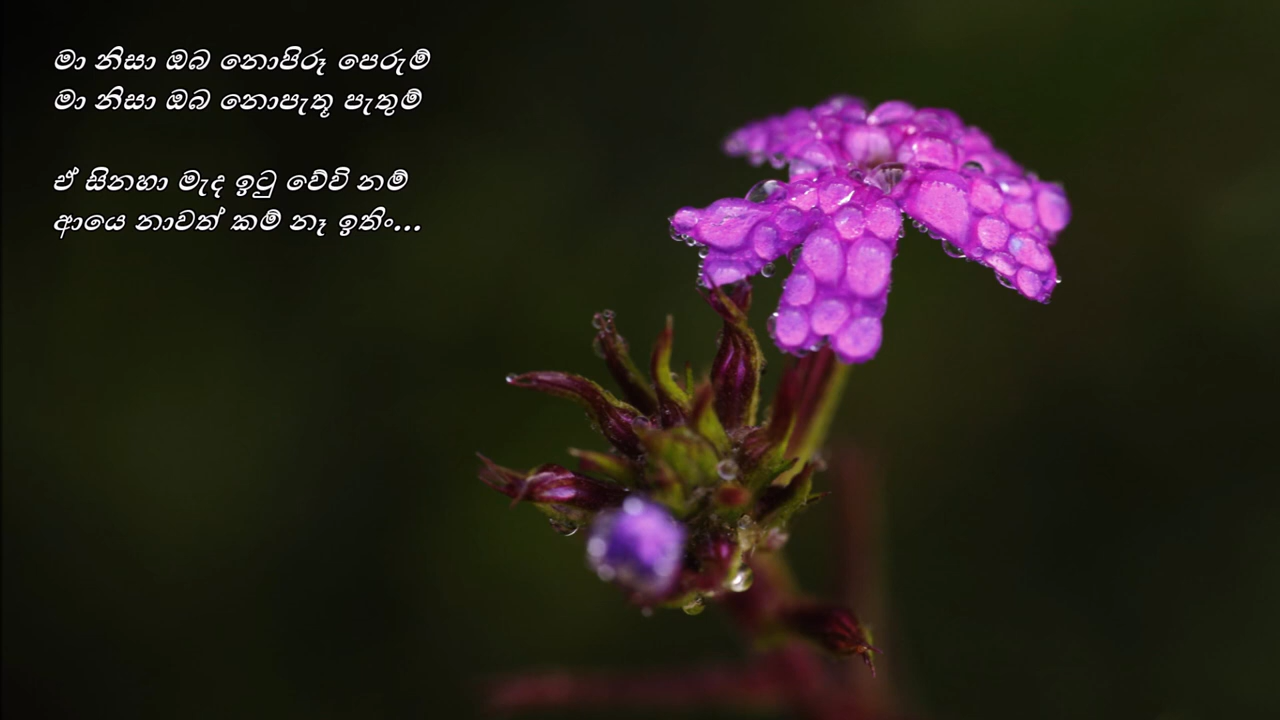 මා නිසා ඔබ නොපිරූ පෙරුම්
මා නිසා ඔබ නොපැතූ පැතුම්
ඒ සිනහා මැද ඉටු වේවි නම්
ආයෙ නාවත් කම් නෑ ඉතිං...